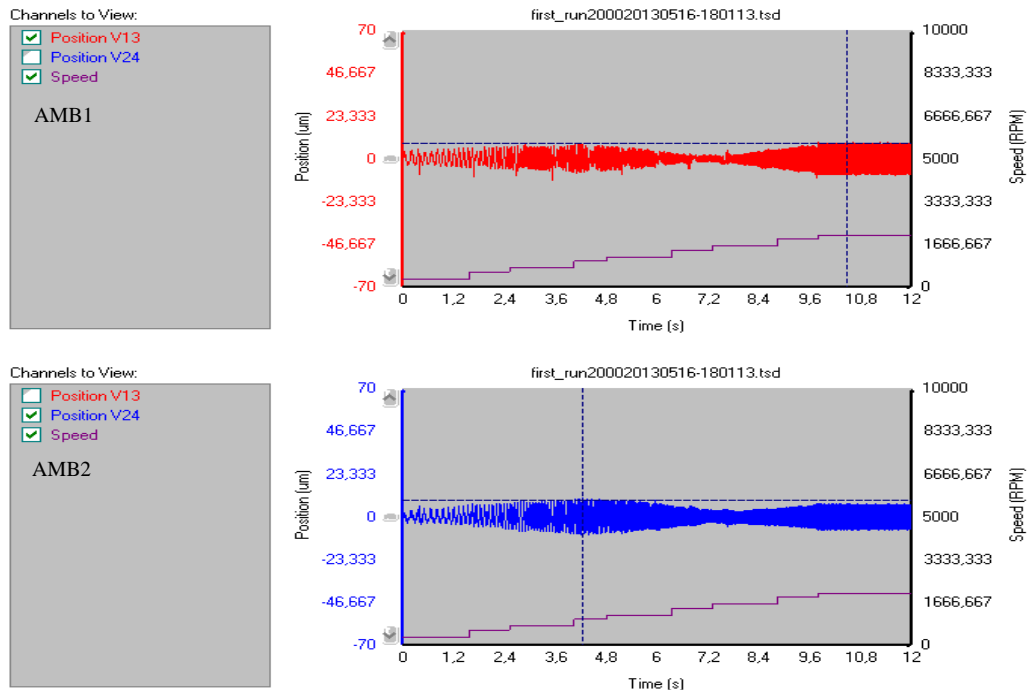 Channels to View:
Position V13
Position V24
Speed
AMB1
first_run200020130516-180113.tsd
70
46,667
23,333
0
-23,333
-46,667
-70
Position (um)
10000
8333,333
6666,667
5000
3333,333
1666,667
0
Speed (RPM)
0 1,2 2,4 3,6 4,8 6 7,2 8,4 9,6 10,8 12
Time (s)
Channels to View:
Position V13
Position V24
Speed
AMB2
first_run200020130516-180113.tsd
70
46,667
23,333
0
-23,333
-46,667
-70
Position (um)
10000
8333,333
6666,667
5000
3333,333
1666,667
0
Speed (RPM)
0 1,2 2,4 3,6 4,8 6 7,2 8,4 9,6 10,8 12
Time (s)